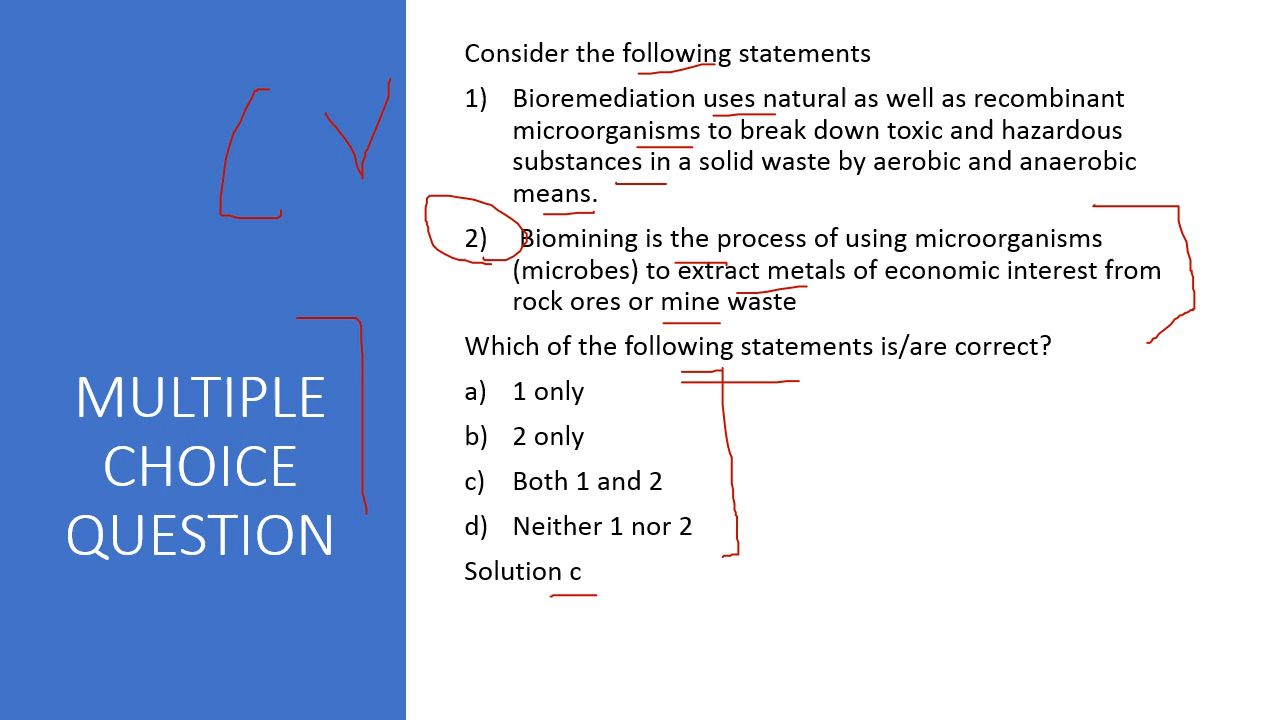 MULTIPLE
CHOICE
QUESTION
Consider the following statements
1) Bioremediation uses natural as well as recombinant
microorganisms to break down toxic and hazardous
substances in a solid waste by aerobic and anaerobic
means.
2) Biomining is the process of using microorganisms
(microbes) to extract metals of economic interest from
rock ores or mine waste
Which of the following statements is/are correct?
a) 1 only
b) 2 only
c) Both 1 and 2
d) Neither 1 nor 2
Solution c